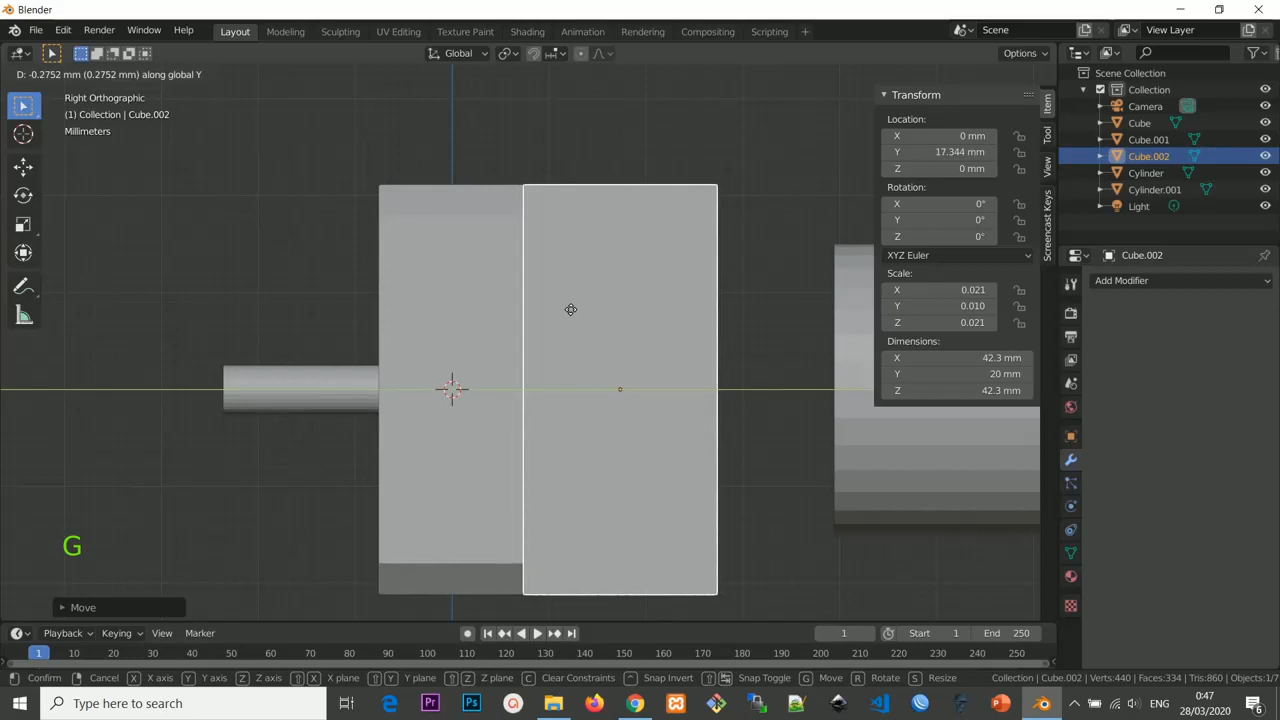 Blender
File Edit Render Window Help Layout Modeling Sculpting UV Editing Texture Paint Shading Animation Rendering Compositing Scripting + Scene View Layer
Global Options
D: -0.2752 mm (0.2752 mm) along global Y
Right Orthographic
(1) Collection | Cube.002
Millimeters
Transform
Location:
X 0 mm
Y 17.344 mm
Z 0 mm
Rotation:
X 0°
Y 0°
Z 0°
XYZ Euler
Scale:
X 0.021
Y 0.010
Z 0.021
Dimensions:
X 42.3 mm
Y 20 mm
Z 42.3 mm
Item
Tool
View
Screencast Keys
Scene Collection
Collection
Camera
Cube
Cube.001
Cube.002
Cylinder
Cylinder.001
Light
Cube.002
Add Modifier
G
Move
Playback Keying View Marker 1 Start 1 End 250
1 10 20 30 40 50 60 70 80 90 100 110 120 130 140 150 160 170 180 190 200 210 220 230 240 250
Confirm Cancel X X axis Y Y axis Z Z axis X X plane Y Y plane Z Z plane C Clear Constraints Snap Invert Snap Toggle G Move R Rotate S Resize Collection | Cube.002 | Verts:440 | Faces:334 | Tris:860 | Objects:1/7
Type here to search
ENG
0:47
28/03/2020
6